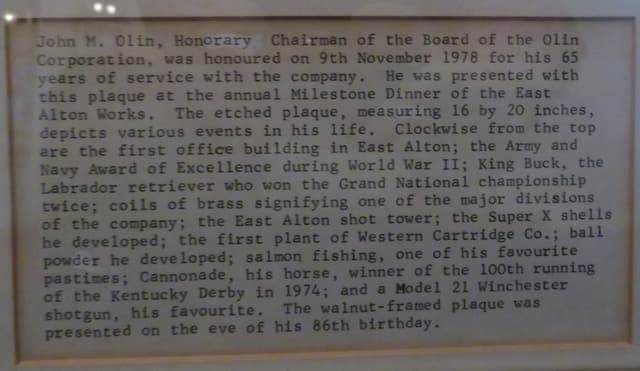 John M. Olin, Honorary Chairman of the Board of the Olin
Corporation, was honoured on 9th November 1978 for his 65
years of service with the company. He was presented with
this plaque at the annual Milestone Dinner of the East
Alton Works. The etched plaque, measuring 16 by 20 inches,
depicts various events in his life. Clockwise from the top
are the first office building in East Alton; the Army and
Navy Award of Excellence during World War II; King Buck, the
Labrador retriever who won the Grand National championship
twice; coils of brass signifying one of the major divisions
of the company; the East Alton shot tower; the Super X shells
he developed; the first plant of Western Cartridge Co.; ball
powder he developed; salmon fishing, one of his favourite
pastimes; Cannonade, his horse, winner of the 100th running
of the Kentucky Derby in 1974; and a Model 21 Winchester
shotgun, his favourite. The walnut-framed plaque was
presented on the eve of his 86th birthday.